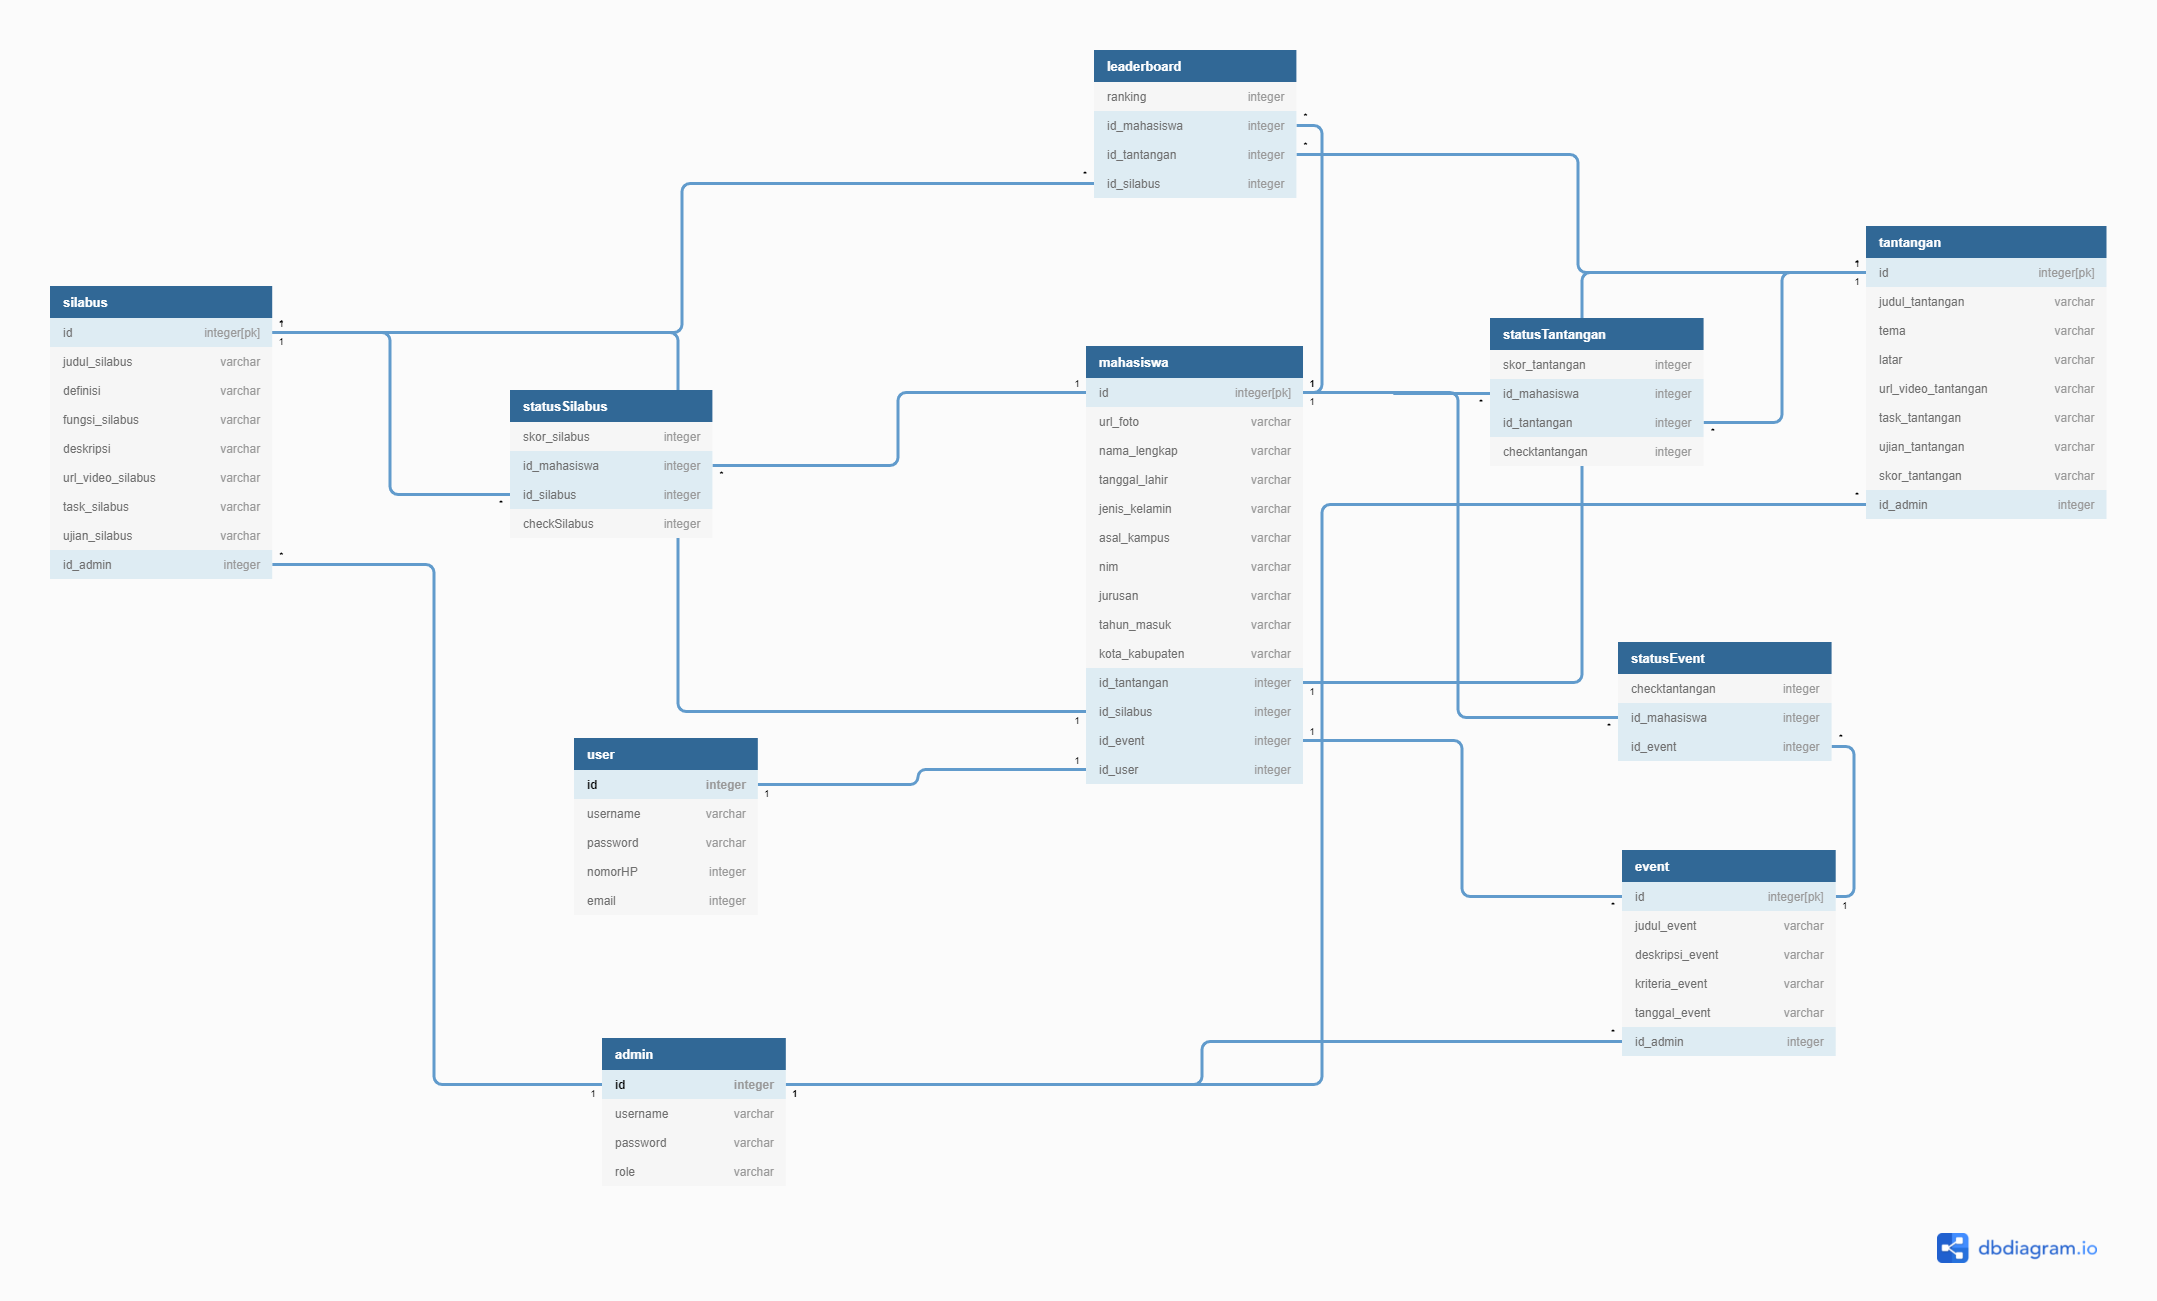 leaderboard
ranking integer
id_mahasiswa integer
id_tantangan integer
id_silabus integer
tantangan
id integer[pk]
judul_tantangan varchar
tema varchar
latar varchar
url_video_tantangan varchar
task_tantangan varchar
ujian_tantangan varchar
skor_tantangan varchar
id_admin integer
silabus
id integer[pk]
judul_silabus varchar
definisi varchar
fungsi_silabus varchar
deskripsi varchar
url_video_silabus varchar
task_silabus varchar
ujian_silabus varchar
id_admin integer
statusTantangan
skor_tantangan integer
id_mahasiswa integer
id_tantangan integer
checktantangan integer
mahasiswa
id integer[pk]
url_foto varchar
nama_lengkap varchar
tanggal_lahir varchar
jenis_kelamin varchar
asal_kampus varchar
nim varchar
jurusan varchar
tahun_masuk varchar
kota_kabupaten varchar
id_tantangan integer
id_silabus integer
id_event integer
id_user integer
statusSilabus
skor_silabus integer
id_mahasiswa integer
id_silabus integer
checkSilabus integer
statusEvent
checktantangan integer
id_mahasiswa integer
id_event integer
user
id integer
username varchar
password varchar
nomorHP integer
email integer
event
id integer[pk]
judul_event varchar
deskripsi_event varchar
kriteria_event varchar
tanggal_event varchar
id_admin integer
admin
id integer
username varchar
password varchar
role varchar
dbdiagram.io